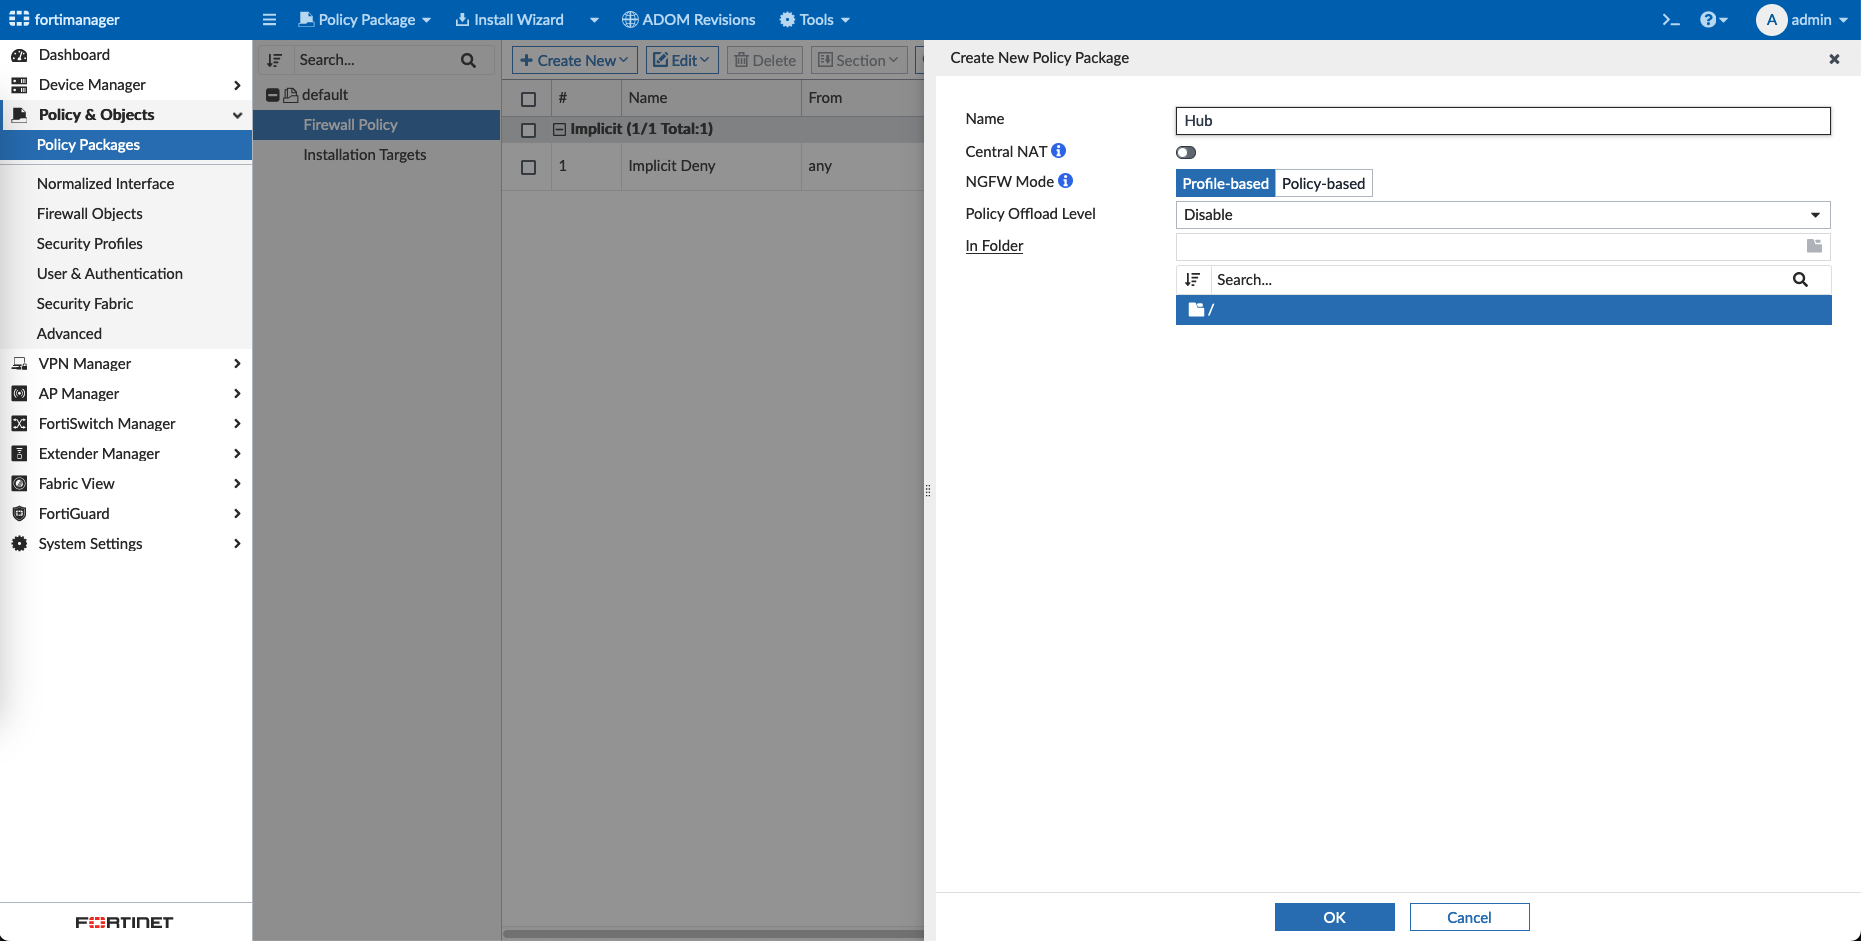 fortimanager
Policy Package
Install Wizard
ADOM Revisions
Tools
A admin
Dashboard
Device Manager
Policy & Objects
Policy Packages
Normalized Interface
Firewall Objects
Security Profiles
User & Authentication
Security Fabric
Advanced
VPN Manager
AP Manager
FortiSwitch Manager
Extender Manager
Fabric View
FortiGuard
System Settings
FORTINET
Search...
default
Firewall Policy
Installation Targets
+ Create New Edit Delete Section
# Name From
Implicit (1/1 Total:1)
1 Implicit Deny any
Create New Policy Package
Name Hub
Central NAT
NGFW Mode Profile-based Policy-based
Policy Offload Level Disable
In Folder
Search...
/
OK Cancel